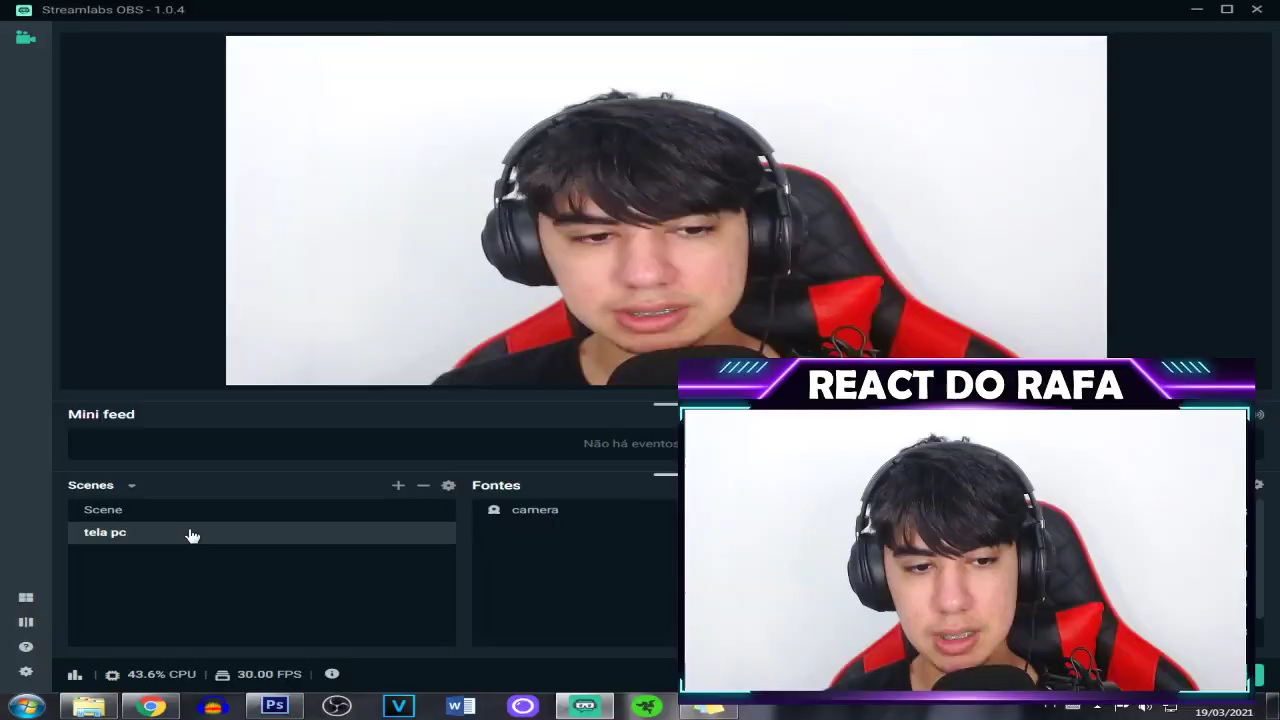 Streamlabs OBS - 1.0.4
REACT DO RAFA
Mini feed
Não há eventos
Scenes
Fontes
Scene
camera
tela pc
43.6% CPU
30.00 FPS
Ps
V
W
19/03/2021